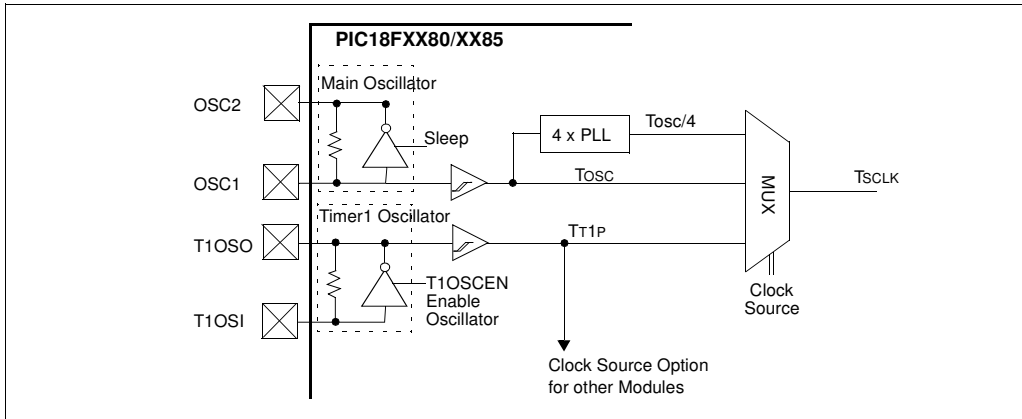 PIC18FXX80/XX85
Main Oscillator
OSC2
Sleep
4 x PLL
TOSC/4
OSC1
TOSC
MUX
TSCLK
Timer1 Oscillator
T1OSO
TT1P
T1OSCEN
Enable
Oscillator
T1OSI
Clock
Source
Clock Source Option
for other Modules